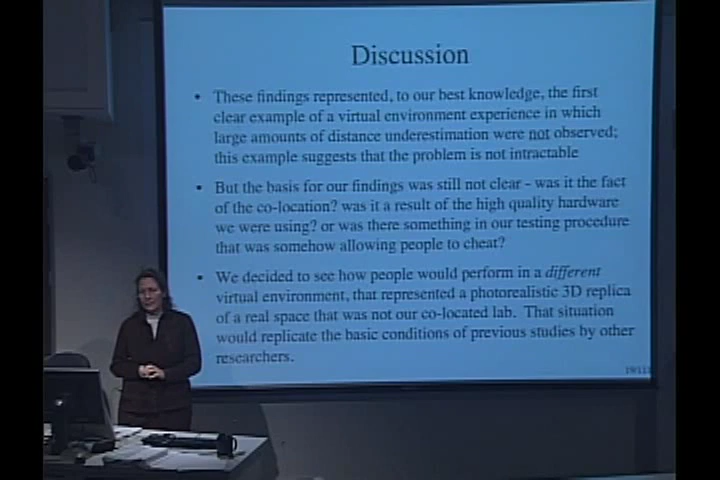 Discussion
• These findings represented, to our best knowledge, the first
clear example of a virtual environment experience in which
large amounts of distance underestimation were not observed;
this example suggests that the problem is not intractable
• But the basis for our findings was still not clear - was it the fact
of the co-location? was it a result of the high quality hardware
we were using? or was there something in our testing procedure
that was somehow allowing people to cheat?
• We decided to see how people would perform in a different
virtual environment, that represented a photorealistic 3D replica
of a real space that was not our co-located lab. That situation
would replicate the basic conditions of previous studies by other
researchers.